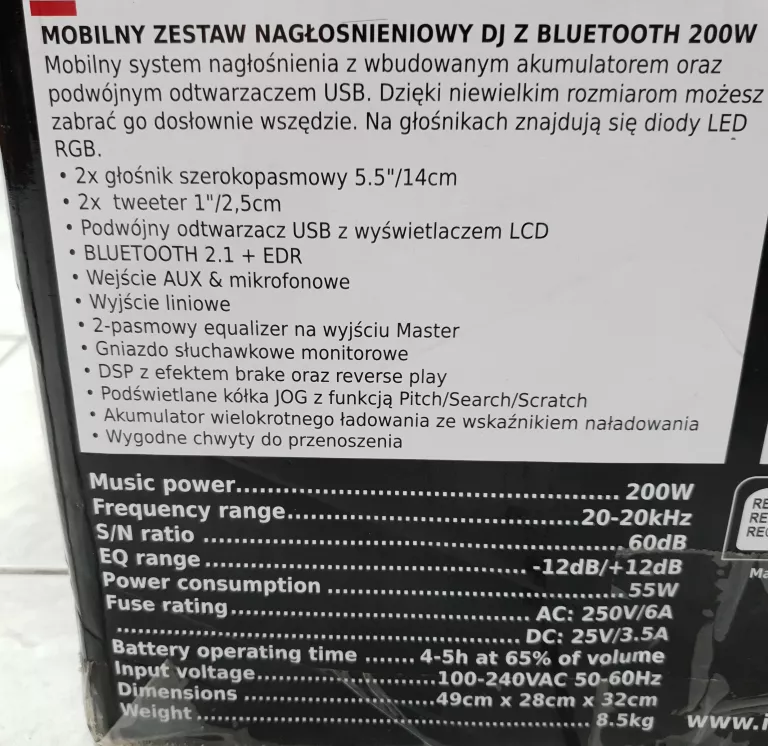 MOBILNY ZESTAW NAGŁOSNIENIOWY DJ Z BLUETOOTH 200W
Mobilny system nagłośnienia z wbudowanym akumulatorem oraz
podwójnym odtwarzaczem USB. Dzięki niewielkim rozmiarom możesz
zabrać go dosłownie wszędzie. Na głośnikach znajdują się diody LED
RGB.
• 2x głośnik szerokopasmowy 5.5"/14cm
• 2x tweeter 1"/2,5cm
• Podwójny odtwarzacz USB z wyświetlaczem LCD
• BLUETOOTH 2.1 + EDR
• Wejście AUX & mikrofonowe
• Wyjście liniowe
• 2-pasmowy equalizer na wyjściu Master
• Gniazdo słuchawkowe monitorowe
• DSP z efektem brake oraz reverse play
• Podświetlane kółka JOG z funkcją Pitch/Search/Scratch
• Akumulator wielokrotnego ładowania ze wskaźnikiem naładowania
• Wygodne chwyty do przenoszenia
Music power.......................................... 200W
Frequency range.................................20-20kHz
S/N ratio ...............................................60dB
EQ range..................................... -12dB/+12dB
Power consumption ................................. 55W
Fuse rating................................. AC: 250V/6A
............................................. DC: 25V/3.5A
Battery operating time ....... 4-5h at 65% of volume
Input voltage......................100-240VAC 50-60Hz
Dimensions .......................49cm x 28cm x 32cm
Weight .............................................. 8.5kg
www.i